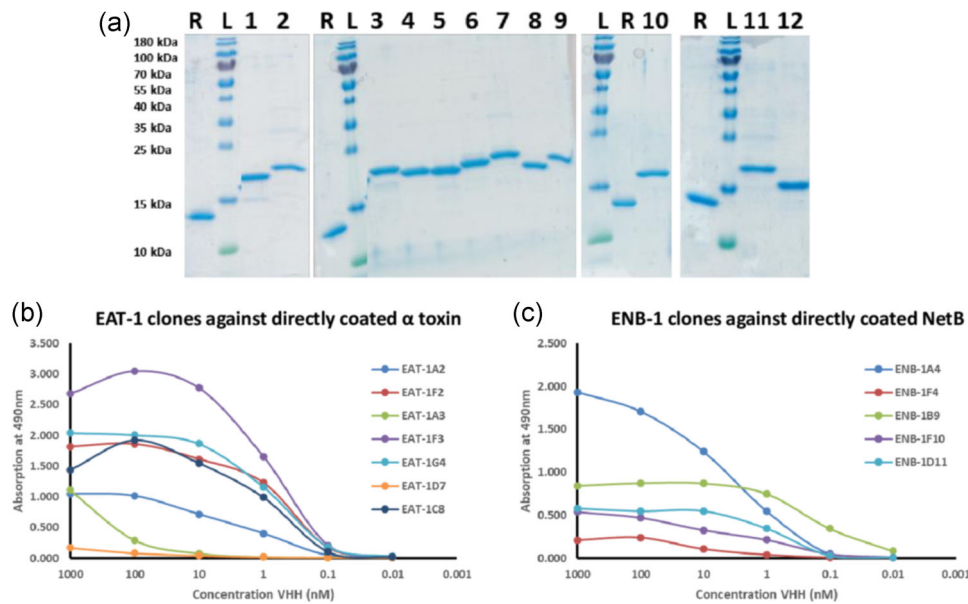 (a)
R L 1 2 R L 3 4 5 6 7 8 9 L R 10 R L 11 12
180 kDa
100 kDa
70 kDa
55 kDa
40 kDa
35 kDa
25 kDa
15 kDa
10 kDa
(b)
EAT-1 clones against directly coated α toxin
Absorption at 490nm
3.500
3.000
2.500
2.000
1.500
1.000
0.500
0.000
1000 100 10 1 0.1 0.01 0.001
Concentration VHH (nM)
EAT-1A2
EAT-1F2
EAT-1A3
EAT-1F3
EAT-1G4
EAT-1D7
EAT-1C8
(c)
ENB-1 clones against directly coated NetB
Absorption at 490nm
2.500
2.000
1.500
1.000
0.500
0.000
1000 100 10 1 0.1 0.01 0.001
Concentration VHH (nM)
ENB-1A4
ENB-1F4
ENB-1B9
ENB-1F10
ENB-1D11